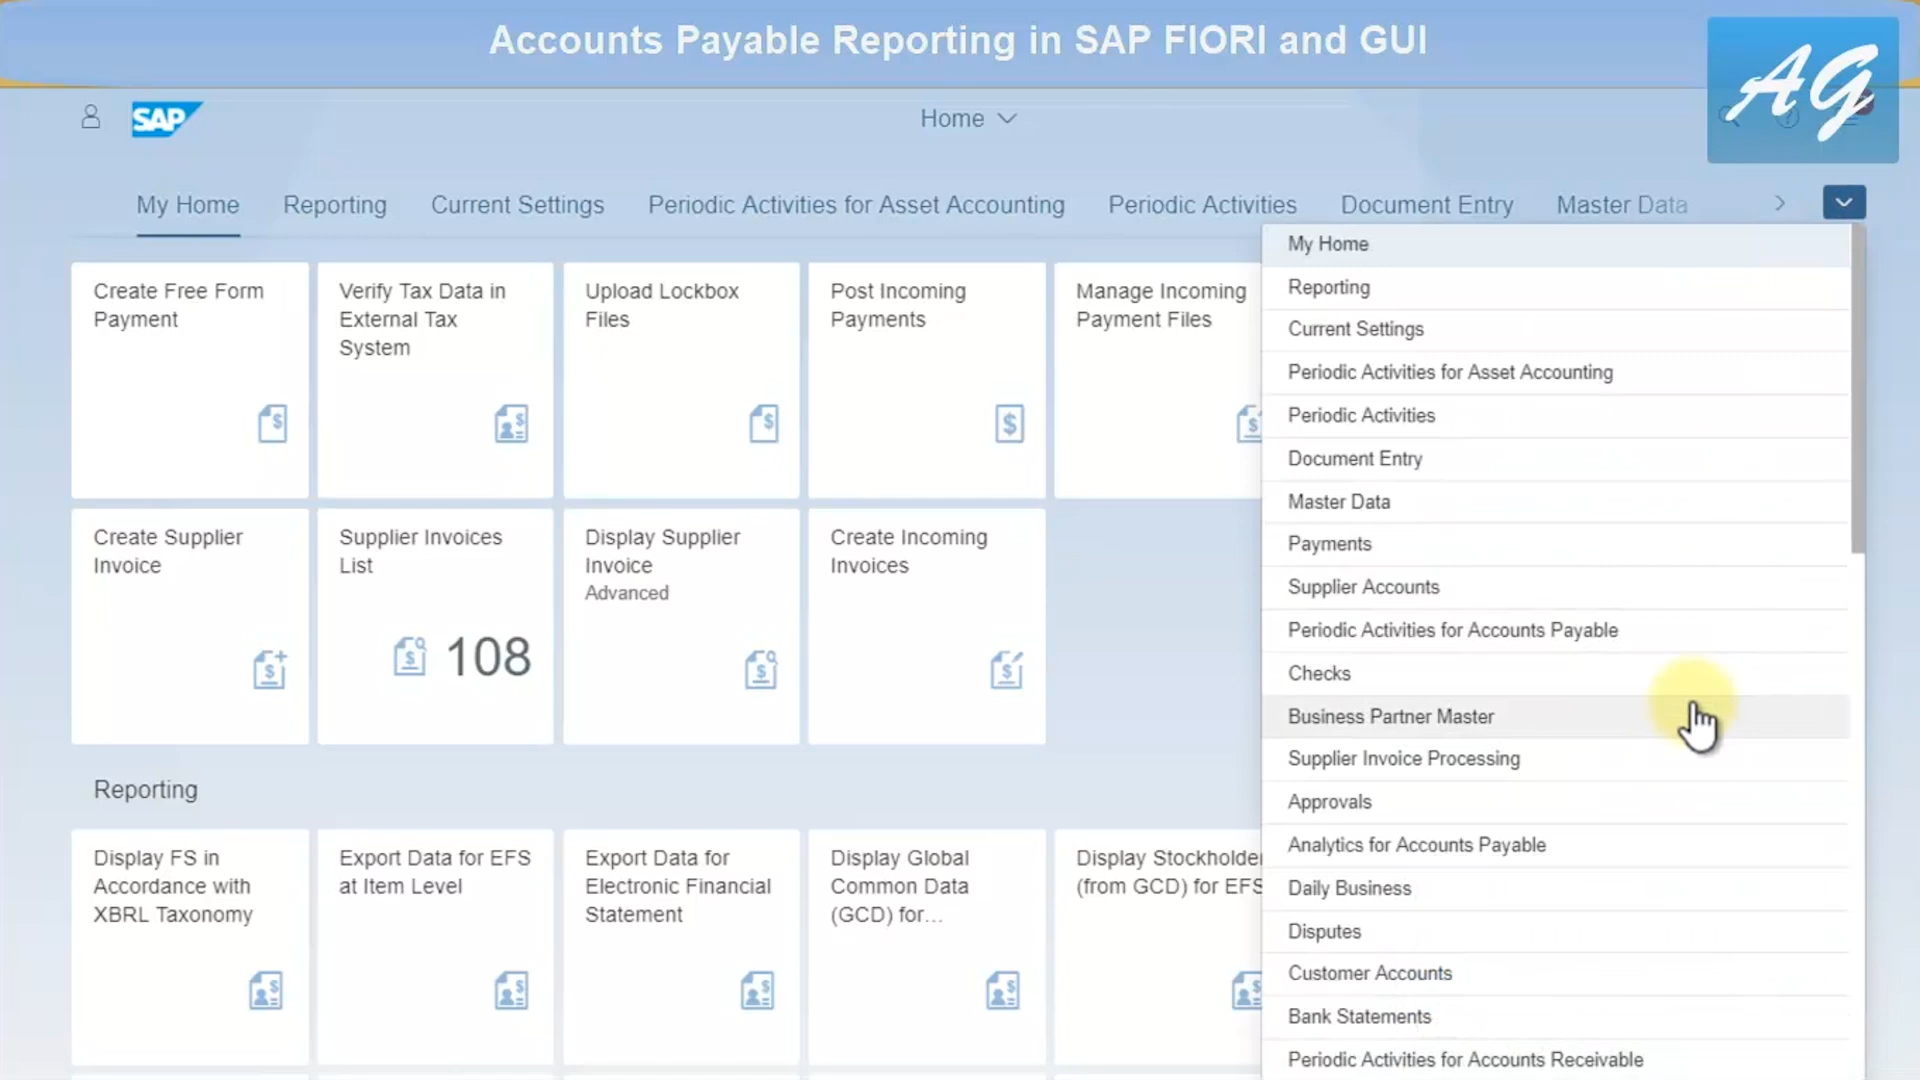 Accounts Payable Reporting in SAP FIORI and GUI
AG
SAP
Home
My Home
Reporting
Current Settings
Periodic Activities for Asset Accounting
Periodic Activities
Document Entry
Master Data
Create Free Form
Payment
Verify Tax Data in
External Tax
System
Upload Lockbox
Files
Post Incoming
Payments
Manage Incoming
Payment Files
Create Supplier
Invoice
Supplier Invoices
List
108
Display Supplier
Invoice
Advanced
Create Incoming
Invoices
Reporting
Display FS in
Accordance with
XBRL Taxonomy
Export Data for EFS
at Item Level
Export Data for
Electronic Financial
Statement
Display Global
Common Data
(GCD) for...
Display Stockholder
(from GCD) for EFS
My Home
Reporting
Current Settings
Periodic Activities for Asset Accounting
Periodic Activities
Document Entry
Master Data
Payments
Supplier Accounts
Periodic Activities for Accounts Payable
Checks
Business Partner Master
Supplier Invoice Processing
Approvals
Analytics for Accounts Payable
Daily Business
Disputes
Customer Accounts
Bank Statements
Periodic Activities for Accounts Receivable